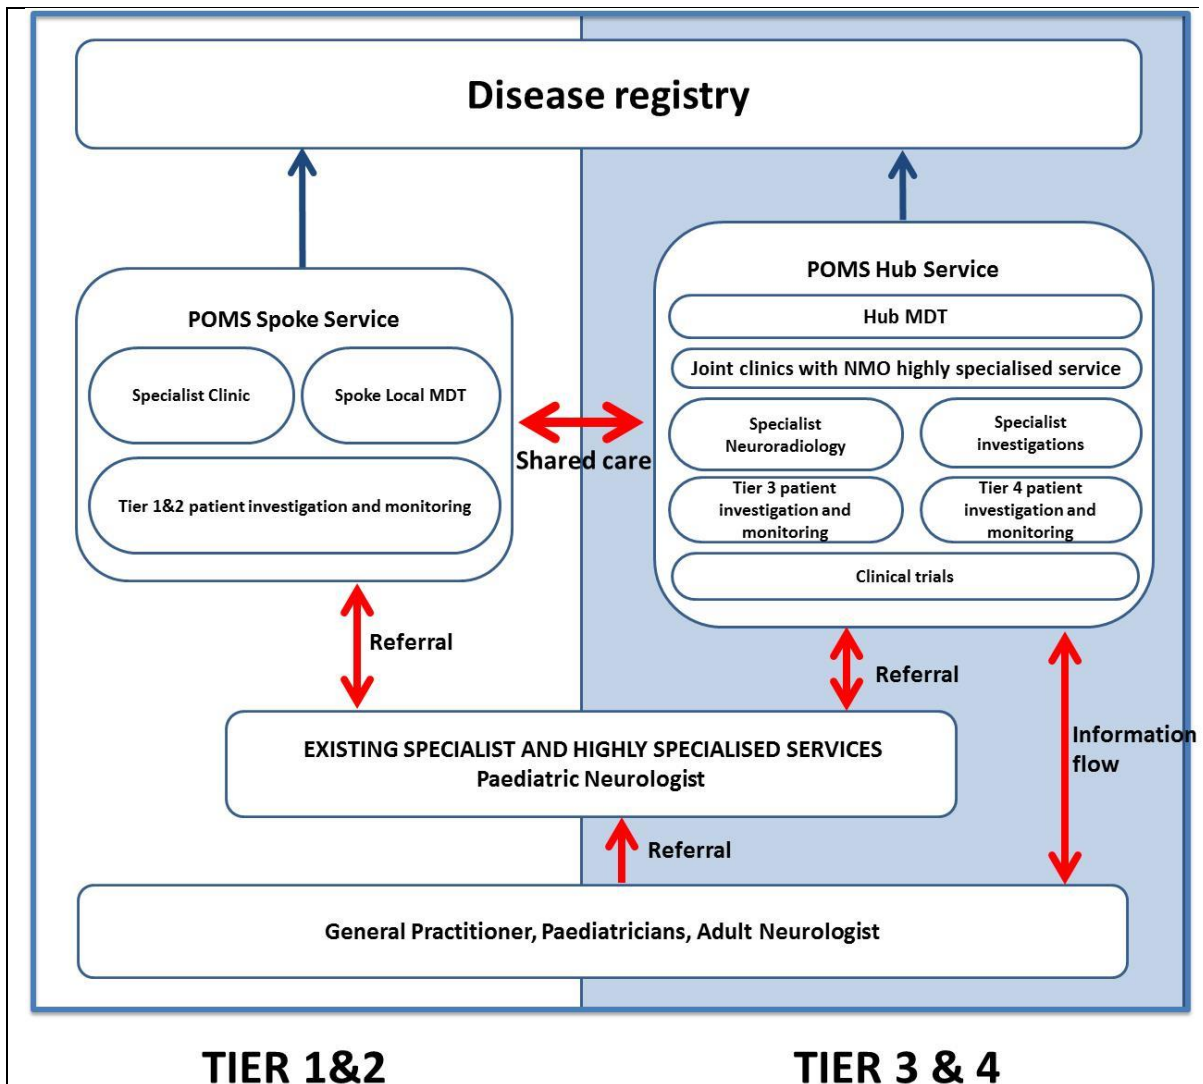 Disease registry
POMS Spoke Service
Specialist Clinic
Spoke Local MDT
Tier 1&2 patient investigation and monitoring
Shared care
POMS Hub Service
Hub MDT
Joint clinics with NMO highly specialised service
Specialist
Neuroradiology
Specialist
investigations
Tier 3 patient
investigation and
monitoring
Tier 4 patient
investigation and
monitoring
Clinical trials
Referral
Referral
Information
flow
EXISTING SPECIALIST AND HIGHLY SPECIALISED SERVICES
Paediatric Neurologist
Referral
General Practitioner, Paediatricians, Adult Neurologist
TIER 1&2
TIER 3 & 4